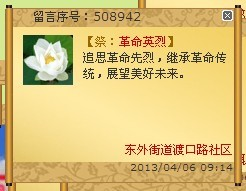 留言序号：508942
【祭：革命英烈】
追思革命先烈，继承革命传
统，展望美好未来。
东外街道渡口路社区
2013/04/06 09:14